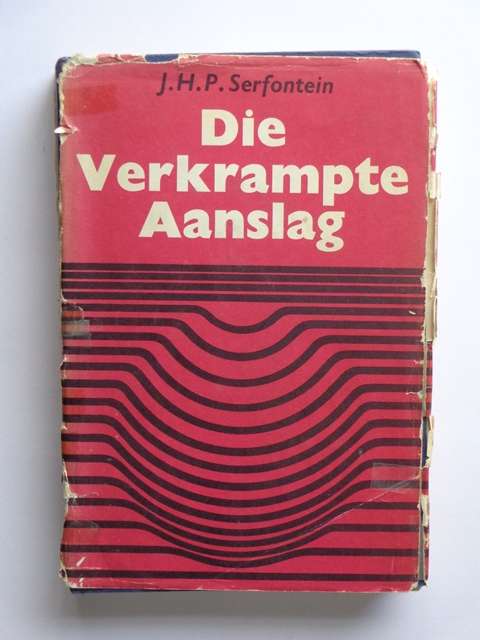 J.H.P. Serfontein
Die
Verkrampte
Aanslag